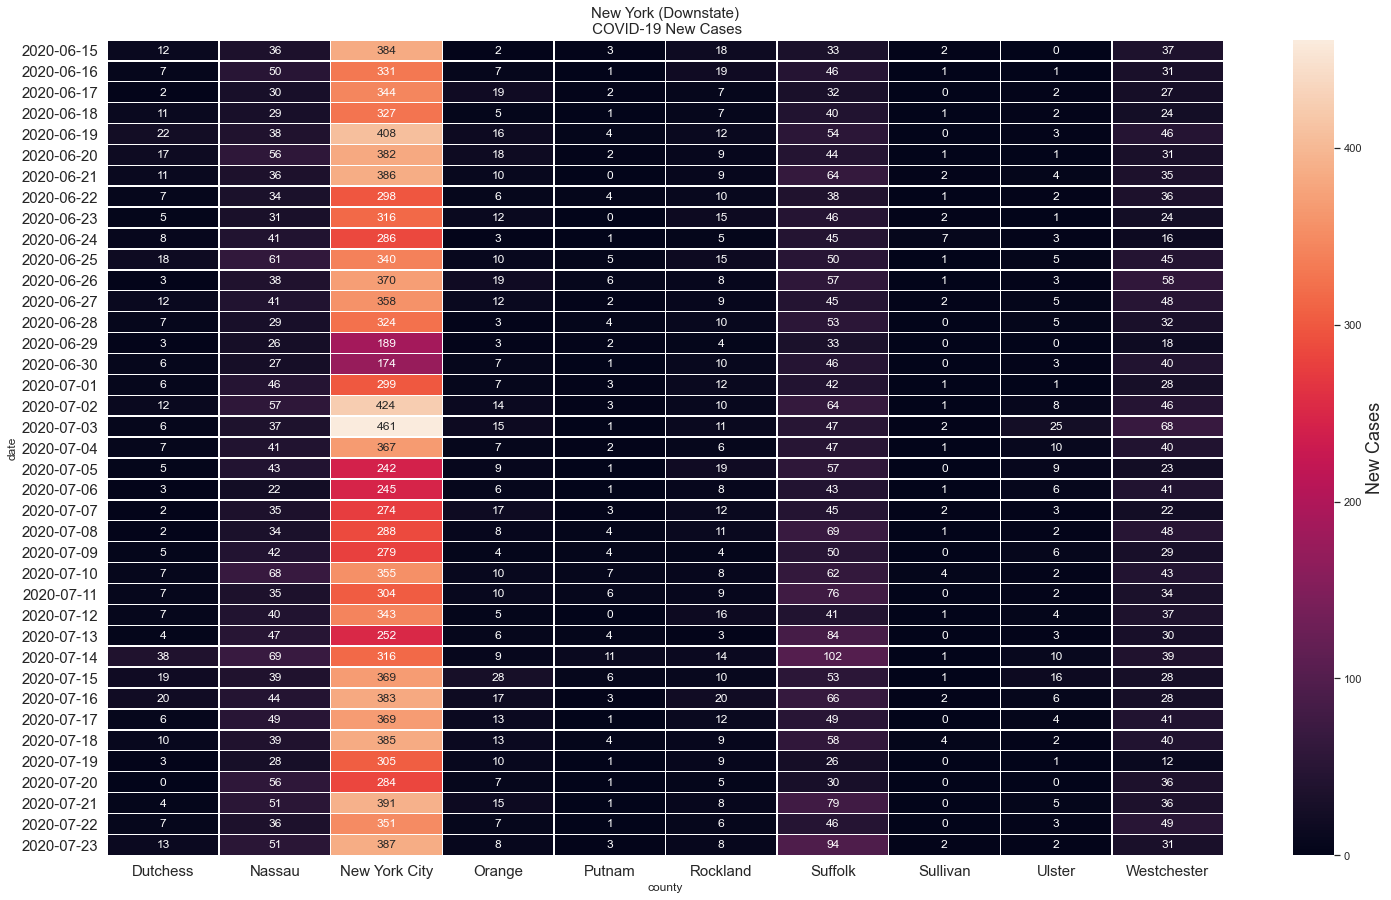 New York (Downstate)
COVID-19 New Cases
2020-06-15 12 36 384 2 3 18 33 2 0 37
2020-06-16 7 50 331 7 1 19 46 1 1 31
2020-06-17 2 30 344 19 2 7 32 0 2 27
2020-06-18 11 29 327 5 1 7 40 1 2 24
2020-06-19 22 38 408 16 4 12 54 0 3 46
2020-06-20 17 56 382 18 2 9 44 1 1 31
2020-06-21 11 36 386 10 0 9 64 2 4 35
2020-06-22 7 34 298 6 4 10 38 1 2 36
2020-06-23 5 31 316 12 0 15 46 2 1 24
2020-06-24 8 41 286 3 1 5 45 7 3 16
2020-06-25 18 61 340 10 5 15 50 1 5 45
2020-06-26 3 38 370 19 6 8 57 1 3 58
2020-06-27 12 41 358 12 2 9 45 2 5 48
2020-06-28 7 29 324 3 4 10 53 0 5 32
2020-06-29 3 26 189 3 2 4 33 0 0 18
2020-06-30 6 27 174 7 1 10 46 0 3 40
2020-07-01 6 46 299 7 3 12 42 1 1 28
2020-07-02 12 57 424 14 3 10 64 1 8 46
2020-07-03 6 37 461 15 1 11 47 2 25 68
2020-07-04 7 41 367 7 2 6 47 1 10 40
2020-07-05 5 43 242 9 1 19 57 0 9 23
2020-07-06 3 22 245 6 1 8 43 1 6 41
2020-07-07 2 35 274 17 3 12 45 2 3 22
2020-07-08 2 34 288 8 4 11 69 1 2 48
2020-07-09 5 42 279 4 4 4 50 0 6 29
2020-07-10 7 68 355 10 7 8 62 4 2 43
2020-07-11 7 35 304 10 6 9 76 0 2 34
2020-07-12 7 40 343 5 0 16 41 1 4 37
2020-07-13 4 47 252 6 4 3 84 0 3 30
2020-07-14 38 69 316 9 11 14 102 1 10 39
2020-07-15 19 39 369 28 6 10 53 1 16 28
2020-07-16 20 44 383 17 3 20 66 2 6 28
2020-07-17 6 49 369 13 1 12 49 0 4 41
2020-07-18 10 39 385 13 4 9 58 4 2 40
2020-07-19 3 28 305 10 1 9 26 0 1 12
2020-07-20 0 56 284 7 1 5 30 0 0 36
2020-07-21 4 51 391 15 1 8 79 0 5 36
2020-07-22 7 36 351 7 1 6 46 0 3 49
2020-07-23 13 51 387 8 3 8 94 2 2 31
Dutchess Nassau New York City Orange Putnam Rockland Suffolk Sullivan Ulster Westchester
county
date
400
300
200
100
0
New Cases